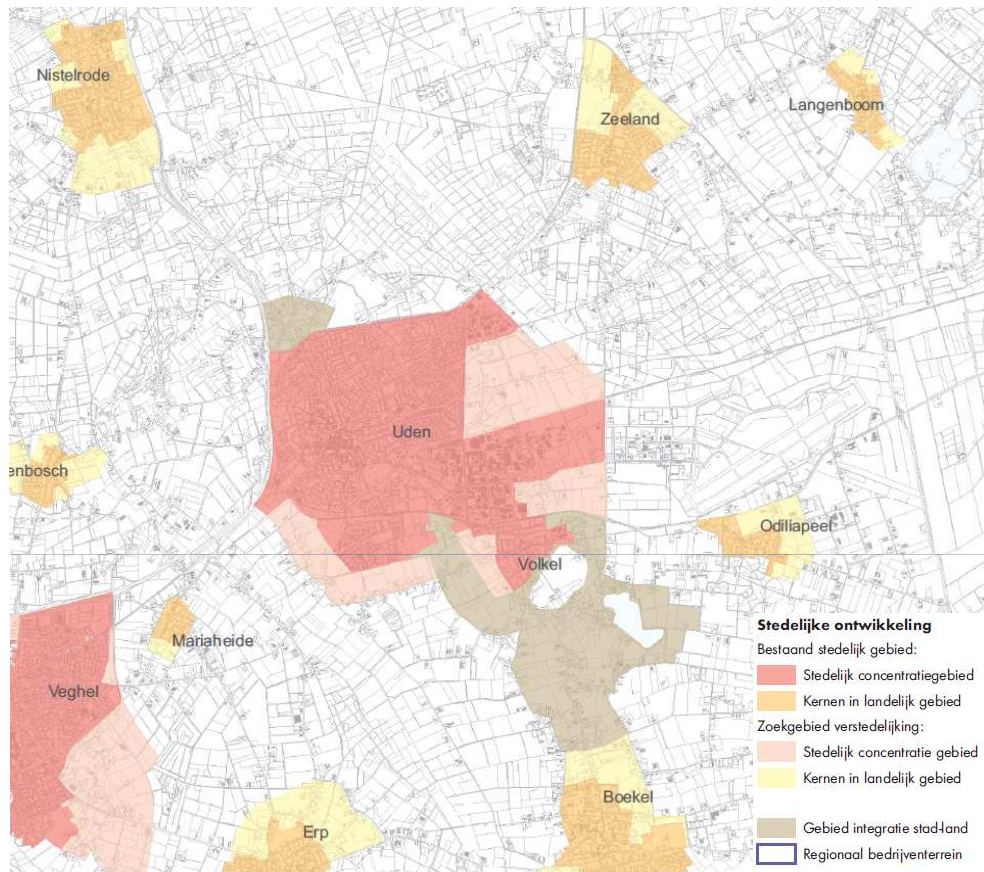 Nistelrode
Langenboom
Zeeland
Uden
enbosch
Odiliapeel
Volkel
Mariaheide
Veghel
Boekel
Erp
Stedelijke ontwikkeling
Bestaand stedelijk gebied:
Stedelijk concentratiegebied
Kernen in landelijk gebied
Zoekgebied verstedelijking:
Stedelijk concentratie gebied
Kernen in landelijk gebied
Gebied integratie stad-land
Regionaal bedrijventerrein